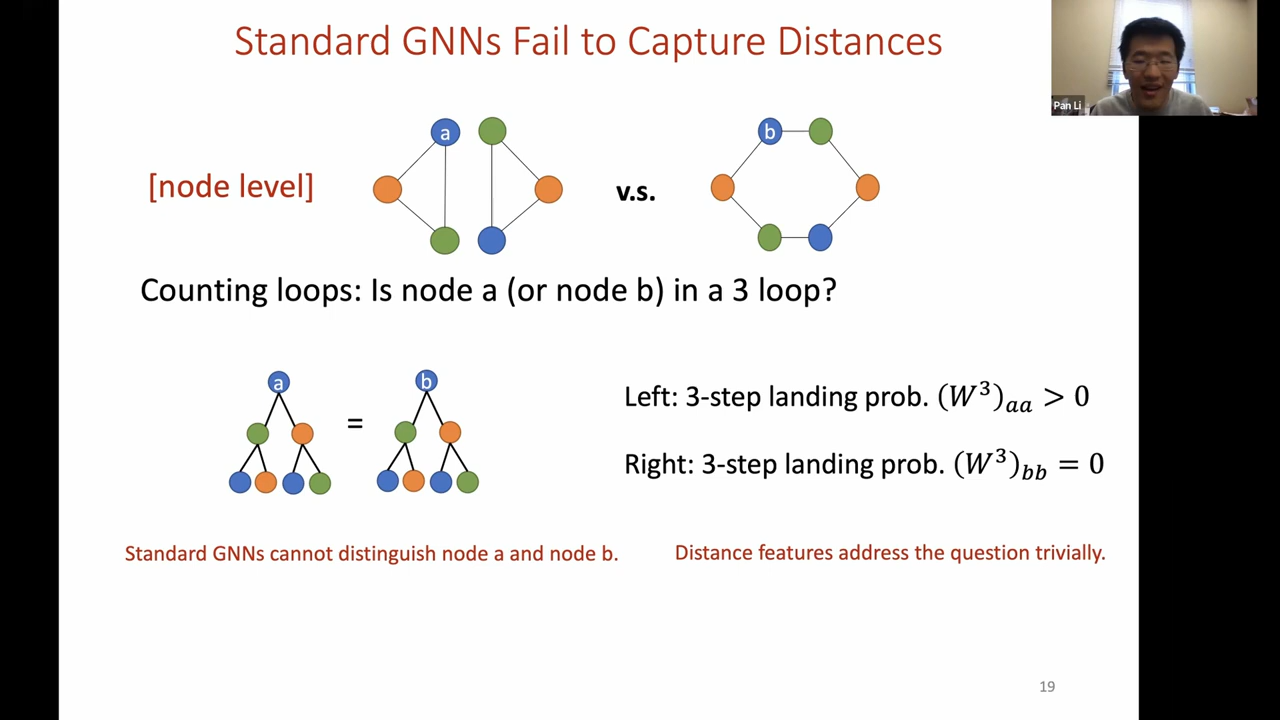 Standard GNNs Fail to Capture Distances
Pan Li
a
b
[node level]
v.s.
Counting loops: Is node a (or node b) in a 3 loop?
a
b
=
Left: 3-step landing prob. (W³)ₐₐ > 0
Right: 3-step landing prob. (W³)bb = 0
Standard GNNs cannot distinguish node a and node b.
Distance features address the question trivially.
19